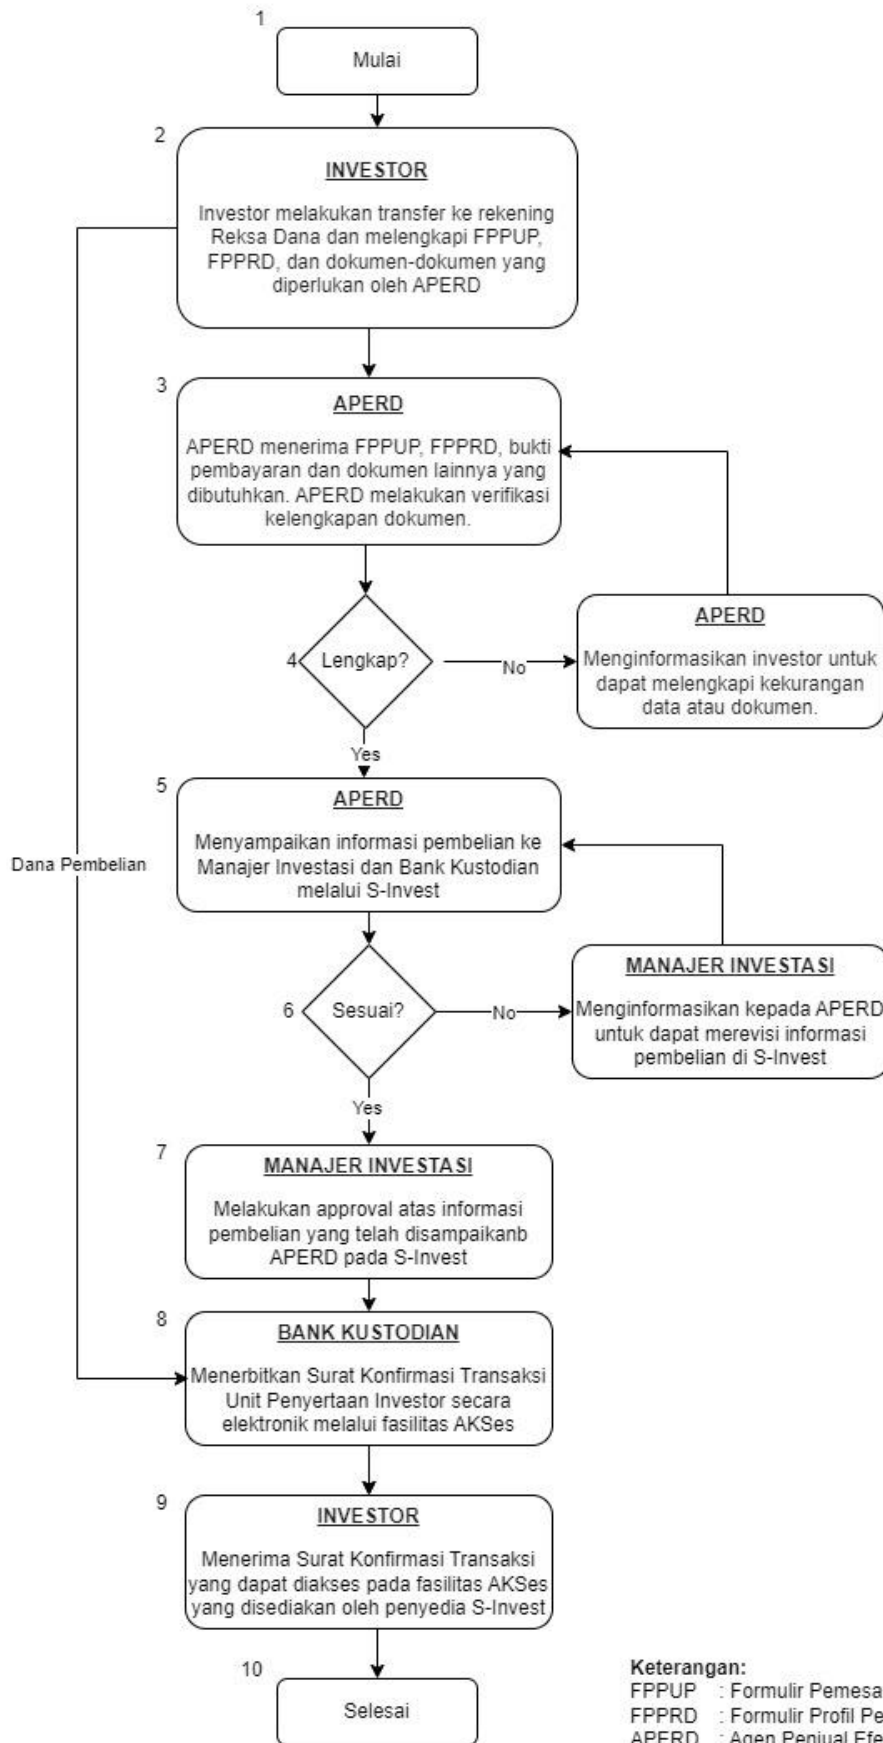 1
Mulai
2
INVESTOR
Investor melakukan transfer ke rekening
Reksa Dana dan melengkapi FPPUP,
FPPRD, dan dokumen-dokumen yang
diperlukan oleh APERD
3
APERD
APERD menerima FPPUP, FPPRD, bukti
pembayaran dan dokumen lainnya yang
dibutuhkan. APERD melakukan verifikasi
kelengkapan dokumen.
4
Lengkap?
No
APERD
Menginformasikan investor untuk
dapat melengkapi kekurangan
data atau dokumen.
Yes
5
APERD
Menyampaikan informasi pembelian ke
Manajer Investasi dan Bank Kustodian
melalui S-Invest
Dana Pembelian
6
Sesuai?
No
MANAJER INVESTASI
Menginformasikan kepada APERD
untuk dapat merevisi informasi
pembelian di S-Invest
Yes
7
MANAJER INVESTASI
Melakukan approval atas informasi
pembelian yang telah disampaikanb
APERD pada S-Invest
8
BANK KUSTODIAN
Menerbitkan Surat Konfirmasi Transaksi
Unit Penyertaan Investor secara
elektronik melalui fasilitas AKSes
9
INVESTOR
Menerima Surat Konfirmasi Transaksi
yang dapat diakses pada fasilitas AKSes
yang disediakan oleh penyedia S-Invest
10
Selesai
Keterangan:
FPPUP : Formulir Pemesa
FPPRD : Formulir Profil Pe
APERD : Agen Penjual Efe